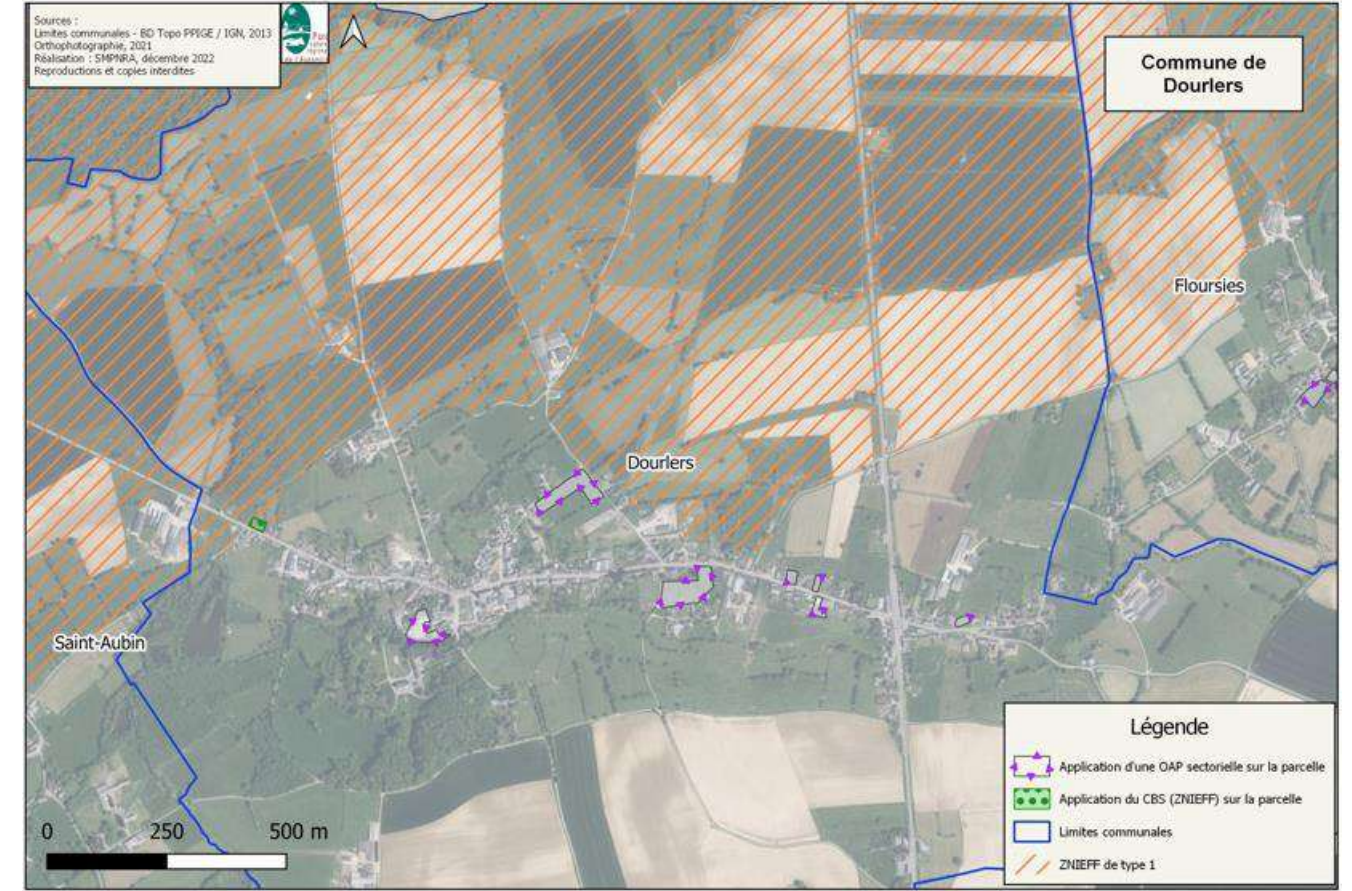 Sources :
Limites communales - BD Topo PPIGE / IGN, 2013
Orthophotographie, 2021
Réalisation : SMPNRA, décembre 2022
Reproductions et copies interdites
Commune de
Dourlers
Floursies
Dourlers
Saint-Aubin
Légende
Application d'une OAP sectorielle sur la parcelle
Application du CBS (ZNIEFF) sur la parcelle
Limites communales
ZNIEFF de type 1
0 250 500 m